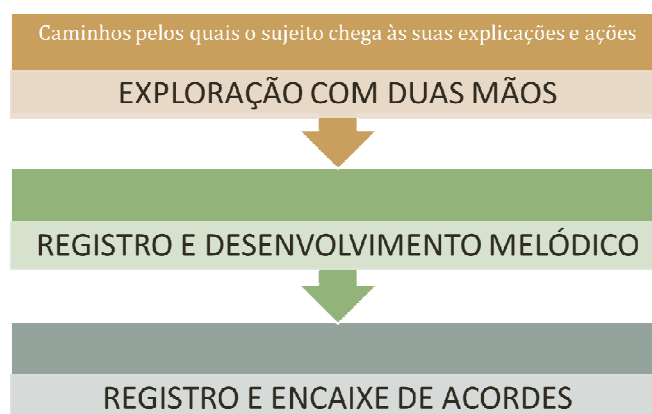 Caminhos pelos quais o sujeito chega às suas explicações e ações
EXPLORAÇÃO COM DUAS MÃOS
REGISTRO E DESENVOLVIMENTO MELÓDICO
REGISTRO E ENCAIXE DE ACORDES